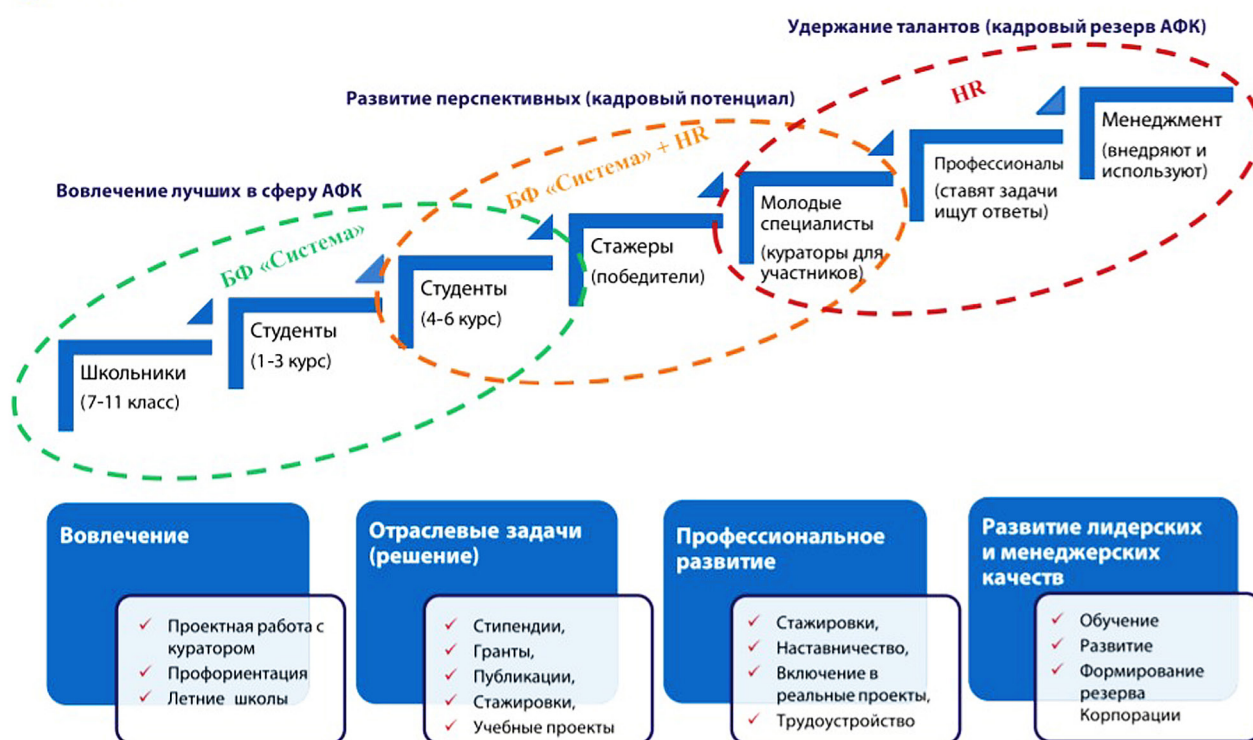 Удержание талантов (кадровый резерв АФК)
HR
Развитие перспективных (кадровый потенциал)
БФ «Система» + HR
Вовлечение лучших в сферу АФК
БФ «Система»
Школьники
(7-11 класс)
Студенты
(1-3 курс)
Студенты
(4-6 курс)
Стажеры
(победители)
Молодые
специалисты
(кураторы для
участников)
Профессионалы
(ставят задачи
ищут ответы)
Менеджмент
(внедряют и
используют)
Вовлечение
✓ Проектная работа с
куратором
✓ Профориентация
✓ Летние школы
Отраслевые задачи
(решение)
✓ Стипендии,
✓ Гранты,
✓ Публикации,
✓ Стажировки,
✓ Учебные проекты
Профессиональное
развитие
✓ Стажировки,
✓ Наставничество,
✓ Включение в
реальные проекты,
✓ Трудоустройство
Развитие лидерских
и менеджерских
качеств
✓ Обучение
✓ Развитие
✓ Формирование
резерва
Корпорации